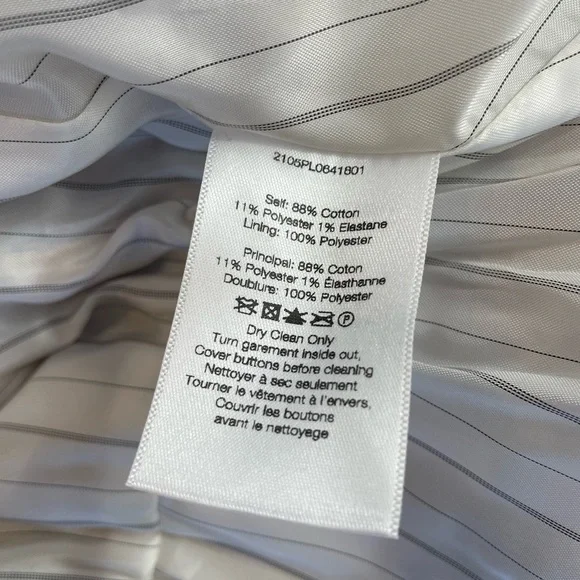 2105PL0641801
Self: 88% Cotton
11% Polyester 1% Elastane
Lining: 100% Polyester
Principal: 88% Coton
11% Polyester 1% Élasthanne
Doublure: 100% Polyester
P
Dry Clean Only
Turn garement inside out,
Cover buttons before cleaning
Nettoyer à sec seulement
Tourner le vêtement à l'envers,
Couvrir les boutons
avant le nettoyage